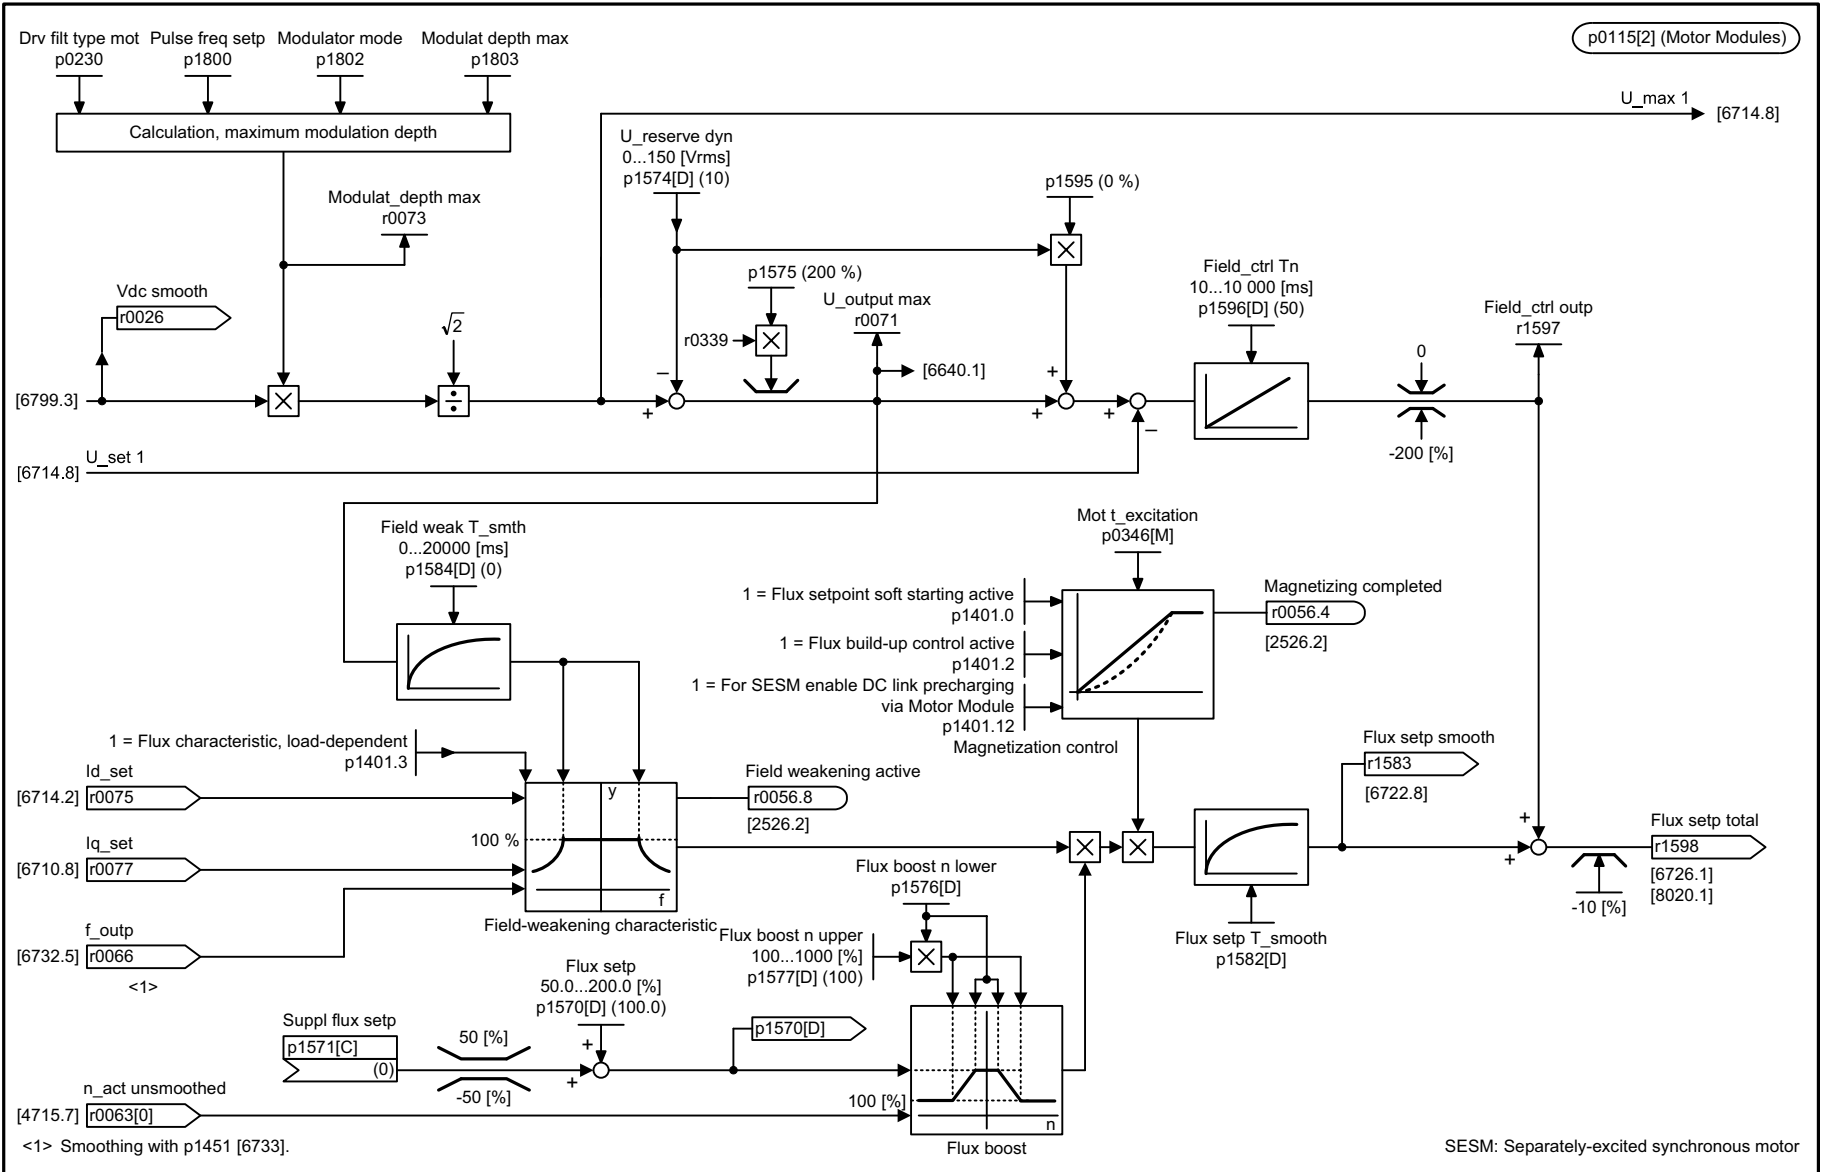 Drv filt type mot
p0230
Pulse freq setp
p1800
Modulator mode
p1802
Modulat depth max
p1803
p0115[2] (Motor Modules)
Calculation, maximum modulation depth
U_max 1
[6714.8]
U_reserve dyn
0...150 [Vrms]
p1574[D] (10)
p1595 (0 %)
Modulat_depth max
r0073
p1575 (200 %)
U_output max
r0071
r0339
[6640.1]
Field_ctrl Tn
10...10 000 [ms]
p1596[D] (50)
Field_ctrl outp
r1597
Vdc smooth
r0026
√2
0
[6799.3]
×
÷
–
+
+
+
+
–
-200 [%]
U_set 1
[6714.8]
Field weak T_smth
0...20000 [ms]
p1584[D] (0)
Mot t_excitation
p0346[M]
1 = Flux setpoint soft starting active
p1401.0
1 = Flux build-up control active
p1401.2
1 = For SESM enable DC link precharging
via Motor Module
p1401.12
Magnetization control
Magnetizing completed
r0056.4
[2526.2]
1 = Flux characteristic, load-dependent
p1401.3
Id_set
[6714.2] r0075
Iq_set
[6710.8] r0077
f_outp
[6732.5] r0066
<1>
100 %
y
f
Field-weakening characteristic
Field weakening active
r0056.8
[2526.2]
Flux setp smooth
r1583
[6722.8]
+
+
Flux setp total
r1598
[6726.1]
[8020.1]
-10 [%]
Flux setp T_smooth
p1582[D]
Flux boost n lower
p1576[D]
Flux boost n upper
100...1000 [%]
p1577[D] (100)
Flux setp
50.0...200.0 [%]
p1570[D] (100.0)
p1570[D]
Suppl flux setp
p1571[C]
(0)
50 [%]
-50 [%]
+
+
n_act unsmoothed
[4715.7] r0063[0]
100 [%]
n
Flux boost
<1> Smoothing with p1451 [6733].
SESM: Separately-excited synchronous motor